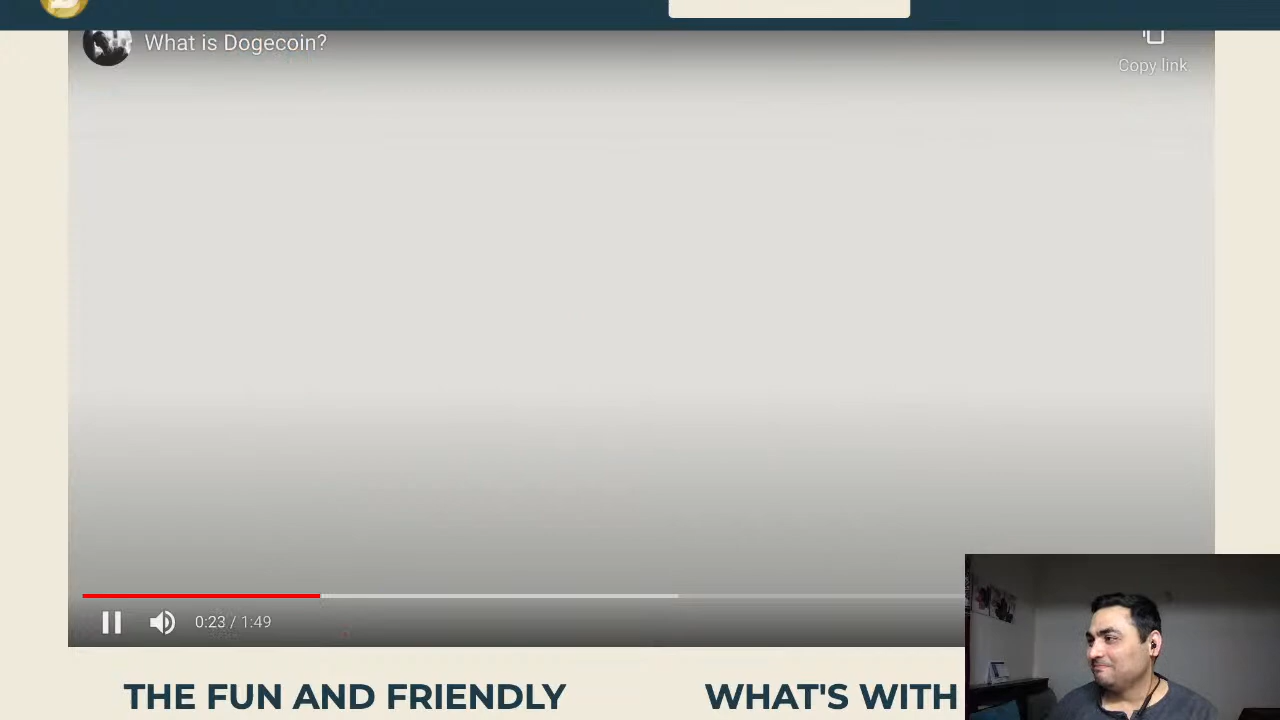 What is Dogecoin?
Copy link
0:23 / 1:49
THE FUN AND FRIENDLY
WHAT'S WITH